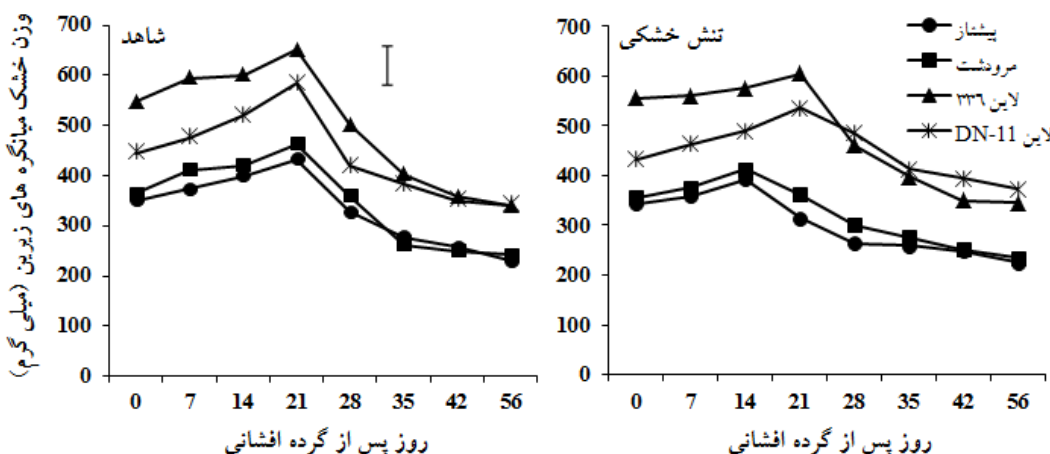 وزن خشک میانگره های زیرین (میلی گرم)
شاهد
700
600
500
400
300
200
100
0
0 7 14 21 28 35 42 56
روز پس از گرده افشانی
تنش خشکی
پیشتاز
مرودشت
لاین ٣٣٦
لاین DN-11
700
600
500
400
300
200
100
0
0 7 14 21 28 35 42 56
روز پس از گرده افشانی